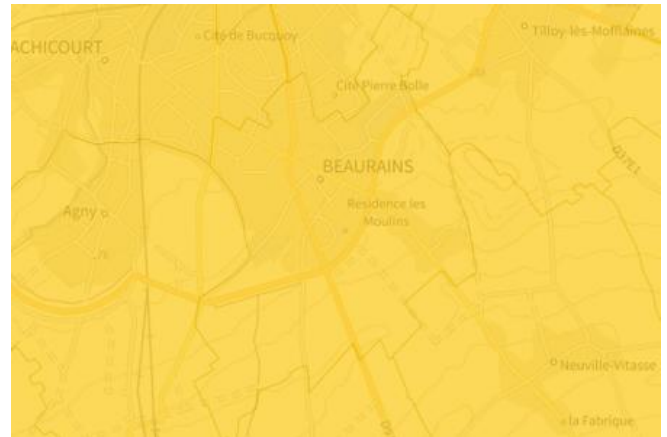 Cité de Bucquoy
Tilloy-lès-Mofflaines
ACHICOURT
Cité Pierre Bolle
BEAURAINS
Résidence les
Moulins
Agny
Neuville-Vitasse
la Fabrique